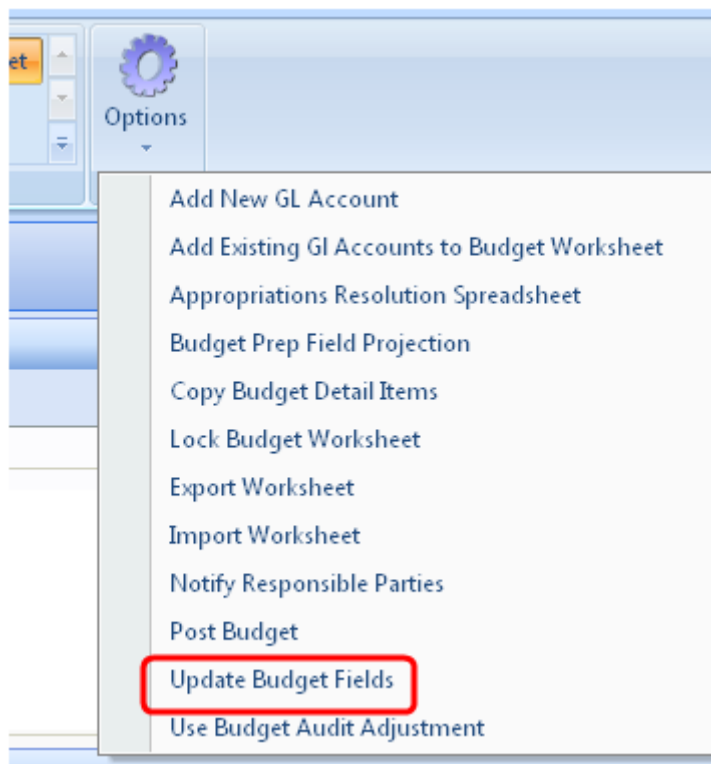 et
Options
Add New GL Account
Add Existing Gl Accounts to Budget Worksheet
Appropriations Resolution Spreadsheet
Budget Prep Field Projection
Copy Budget Detail Items
Lock Budget Worksheet
Export Worksheet
Import Worksheet
Notify Responsible Parties
Post Budget
Update Budget Fields
Use Budget Audit Adjustment